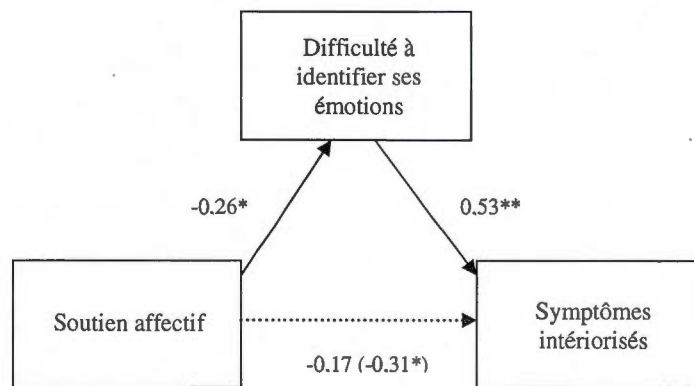 Difficulté à
identifier ses
émotions
-0.26*
0.53**
Soutien affectif
Symptômes
intériorisés
-0.17 (-0.31*)